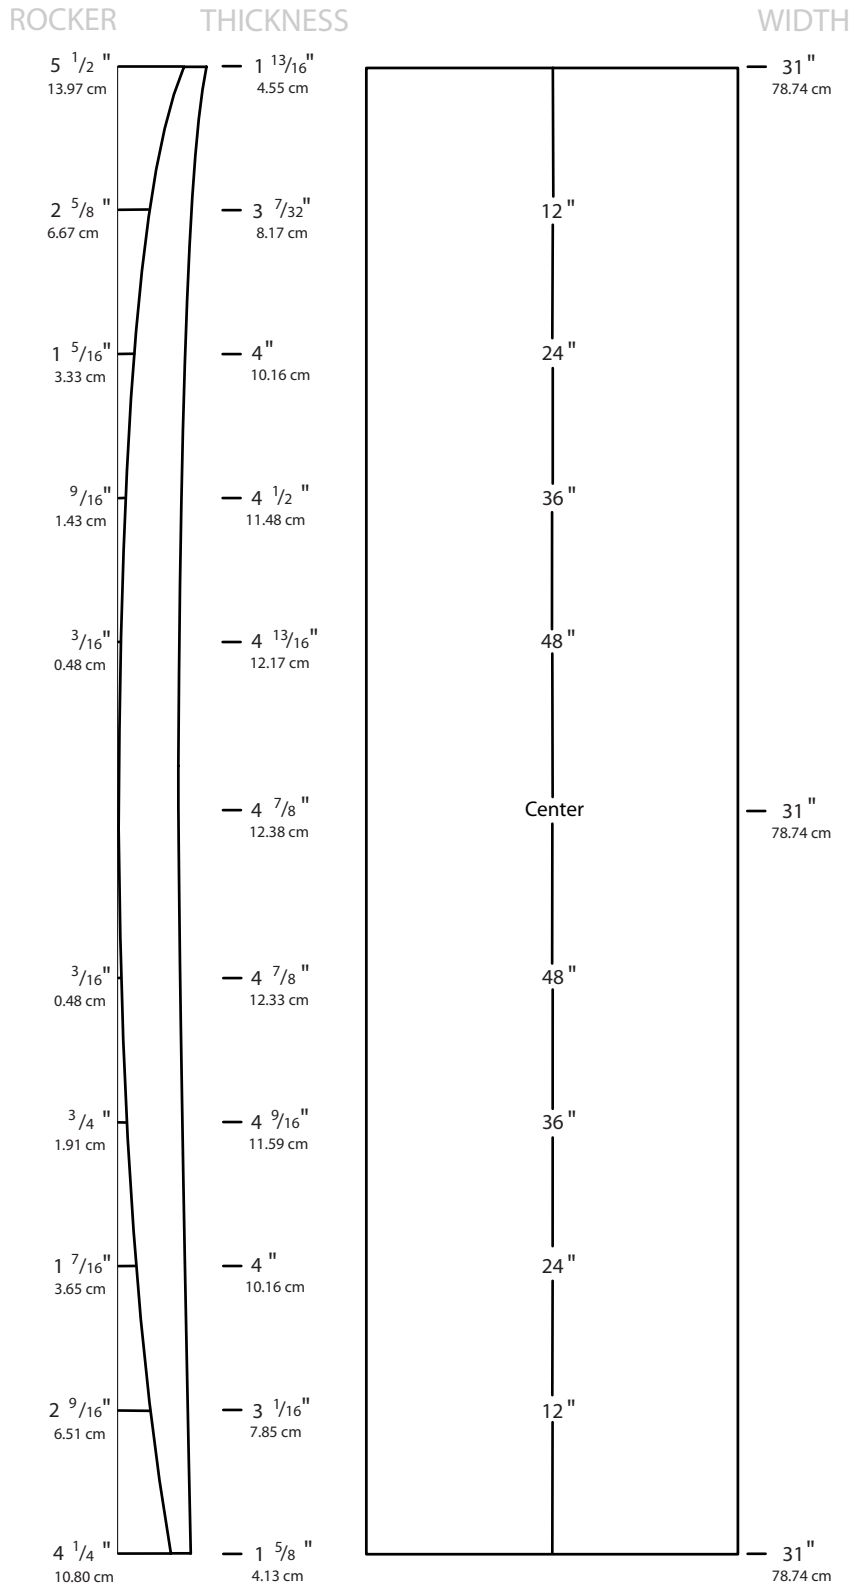 ROCKER THICKNESS WIDTH
5 1/2 " 1 13/16" 31"
13.97 cm 4.55 cm 78.74 cm
2 5/8 " 3 7/32" 12"
6.67 cm 8.17 cm
1 5/16" 4" 24"
3.33 cm 10.16 cm
9/16" 4 1/2 " 36"
1.43 cm 11.48 cm
3/16" 4 13/16" 48"
0.48 cm 12.17 cm
4 7/8 " Center 31"
12.38 cm 78.74 cm
3/16" 4 7/8 " 48"
0.48 cm 12.33 cm
3/4 " 4 9/16" 36"
1.91 cm 11.59 cm
1 7/16" 4 " 24"
3.65 cm 10.16 cm
2 9/16" 3 1/16" 12"
6.51 cm 7.85 cm
4 1/4 " 1 5/8 " 31"
10.80 cm 4.13 cm 78.74 cm